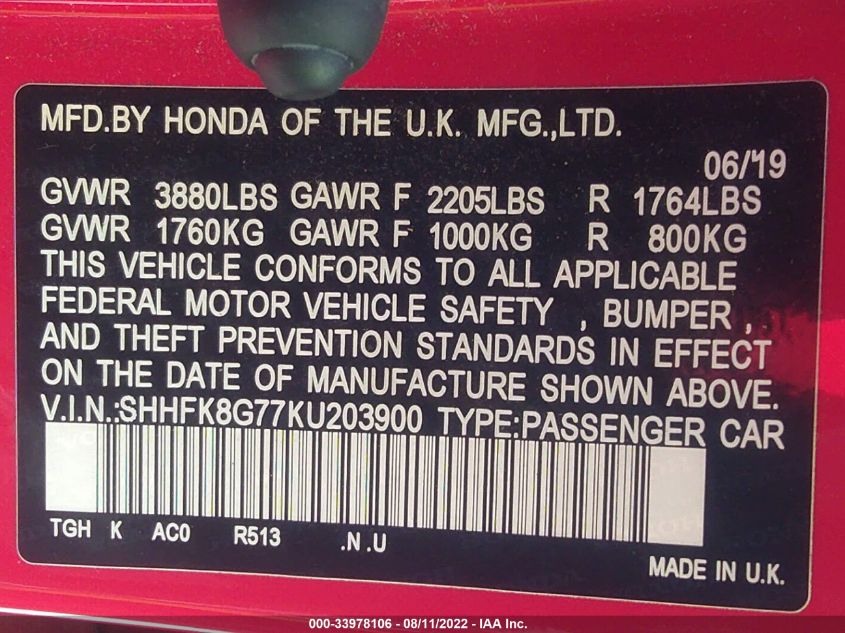 MFD.BY HONDA OF THE U.K. MFG.,LTD.
06/19
GVWR 3880LBS GAWR F 2205LBS R 1764LBS
GVWR 1760KG GAWR F 1000KG R 800KG
THIS VEHICLE CONFORMS TO ALL APPLICABLE
FEDERAL MOTOR VEHICLE SAFETY , BUMPER ,
AND THEFT PREVENTION STANDARDS IN EFFECT
ON THE DATE OF MANUFACTURE SHOWN ABOVE.
V.I.N.:SHHFK8G77KU203900 TYPE:PASSENGER CAR
TGH K AC0 R513 .N .U
MADE IN U.K.
000-33978106 - 08/11/2022 - IAA Inc.